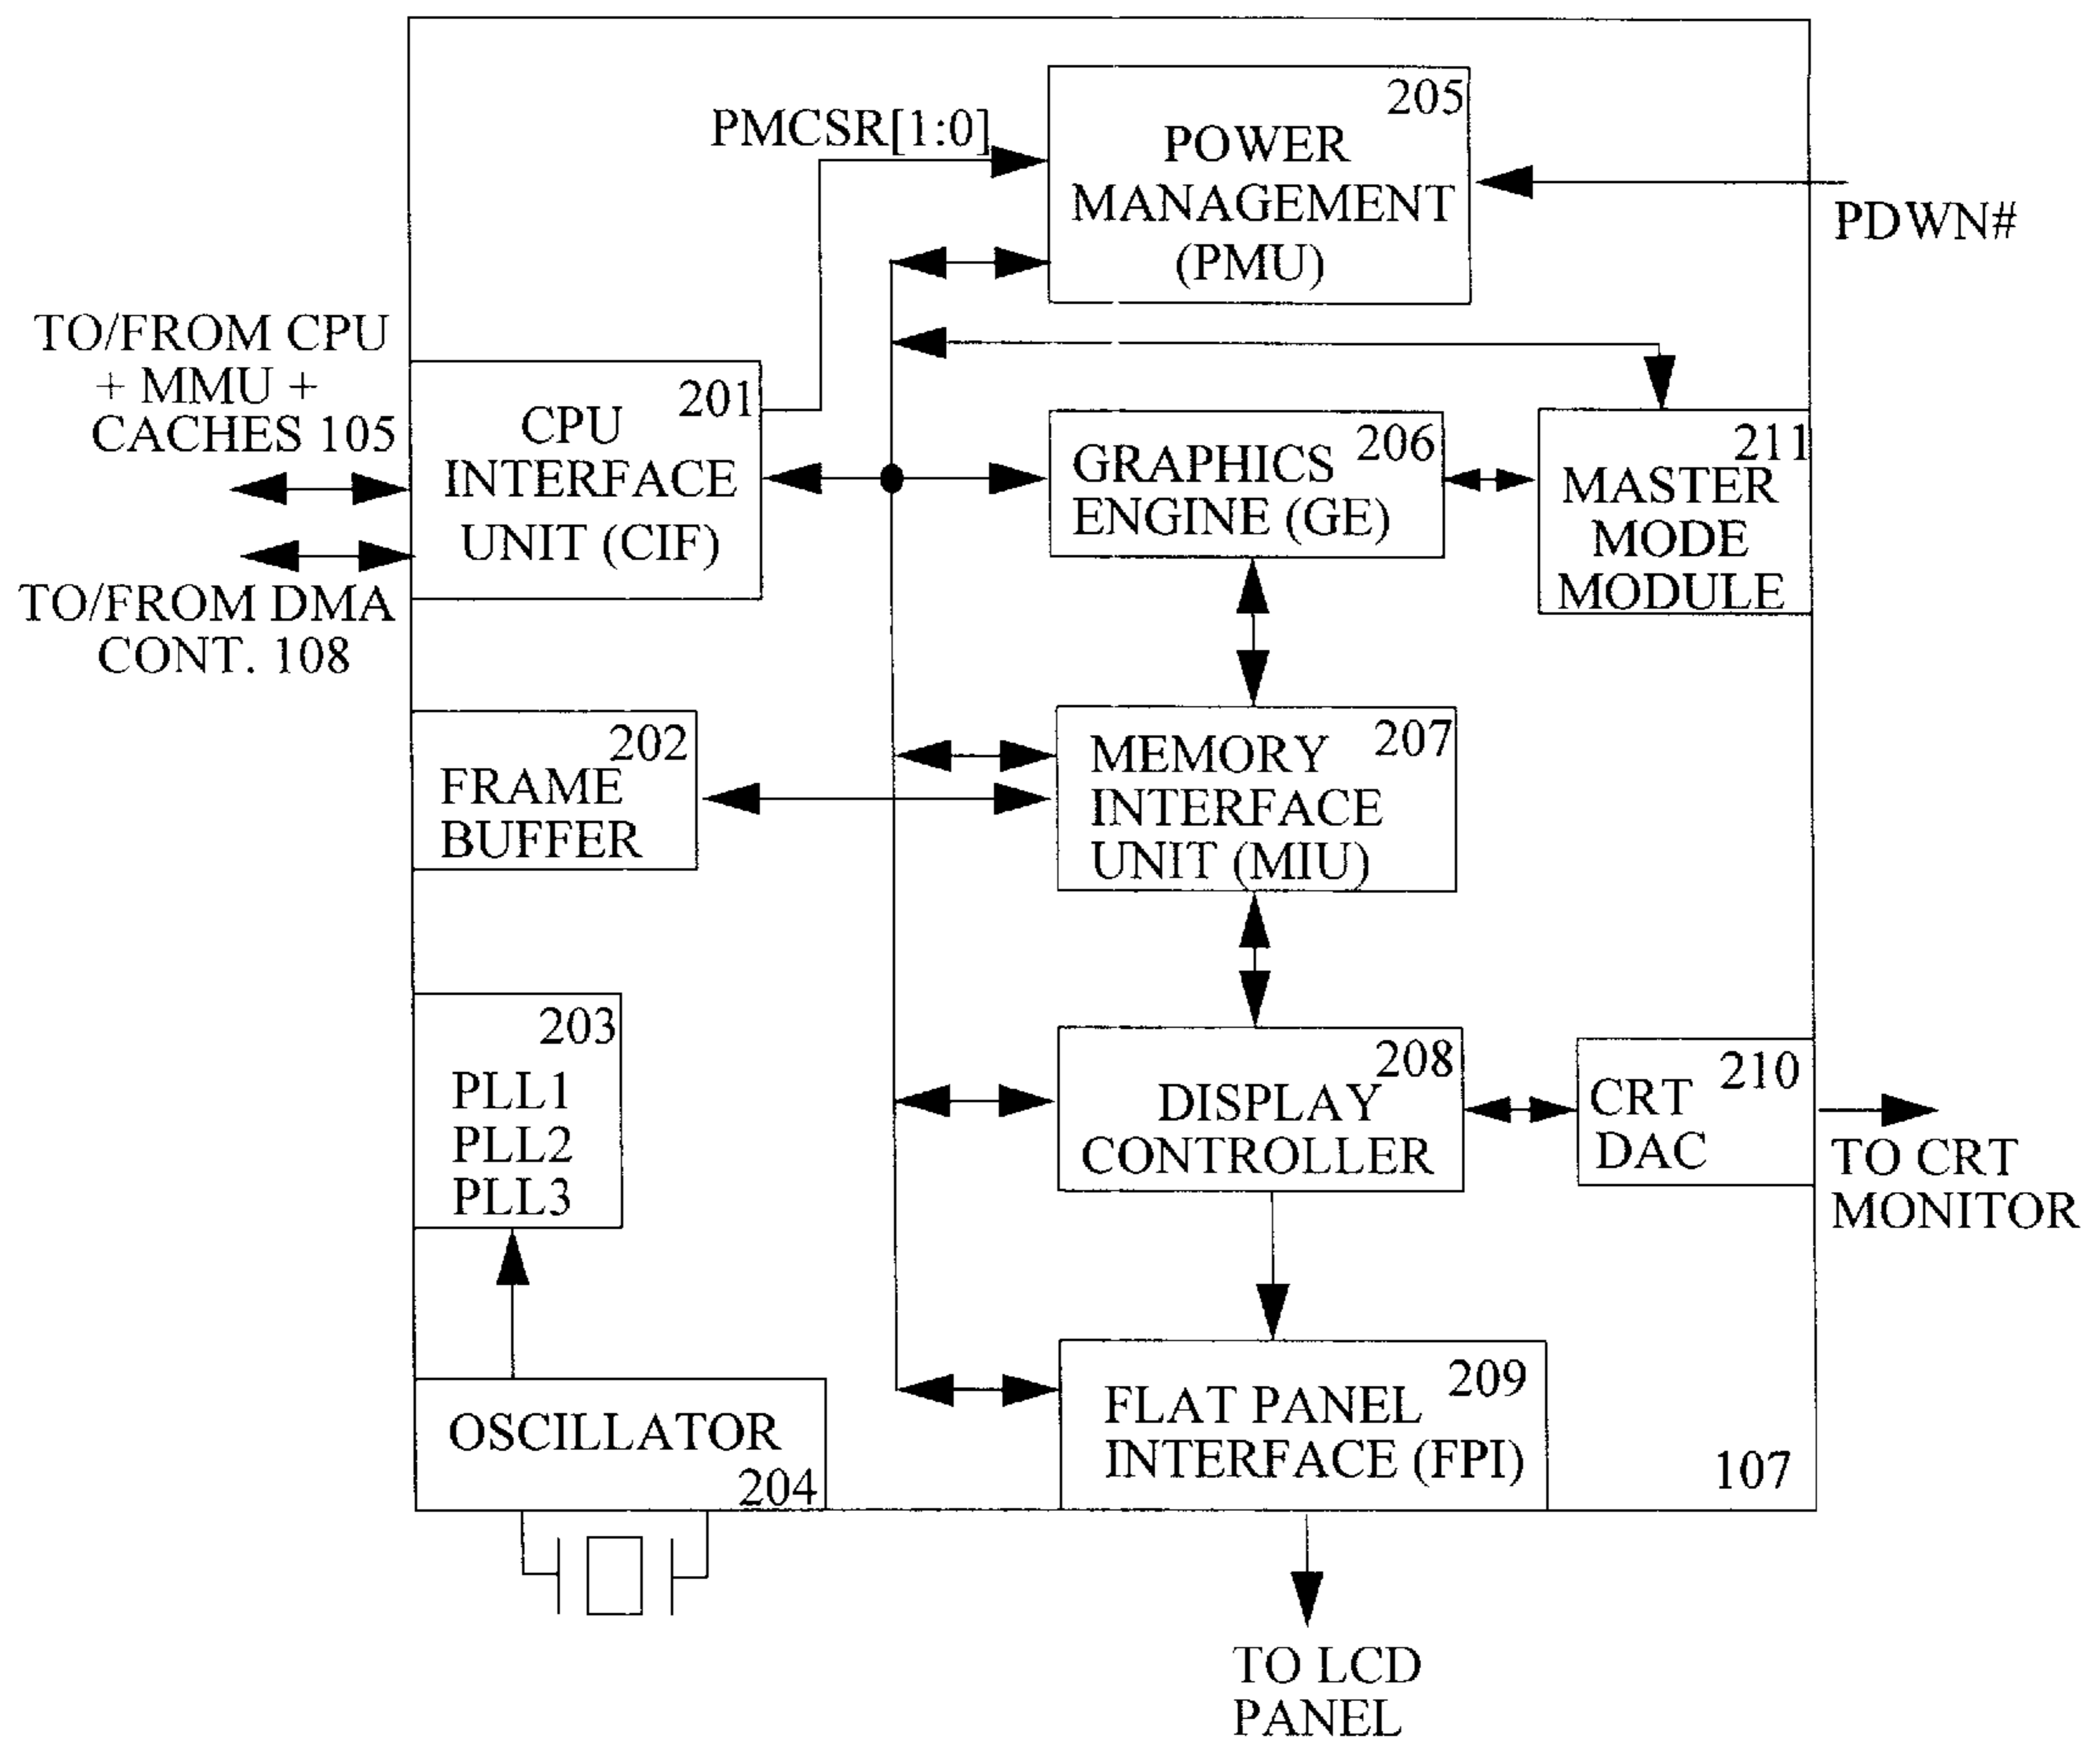 205
PMCSR[1:0]
POWER
MANAGEMENT
(PMU)
PDWN#
TO/FROM CPU
+ MMU +
CACHES 105
201
CPU
INTERFACE
UNIT (CIF)
TO/FROM DMA
CONT. 108
206
GRAPHICS
ENGINE (GE)
211
MASTER
MODE
MODULE
202
FRAME
BUFFER
207
MEMORY
INTERFACE
UNIT (MIU)
203
PLL1
PLL2
PLL3
208
DISPLAY
CONTROLLER
210
CRT
DAC
TO CRT
MONITOR
OSCILLATOR
204
209
FLAT PANEL
INTERFACE (FPI)
107
TO LCD
PANEL